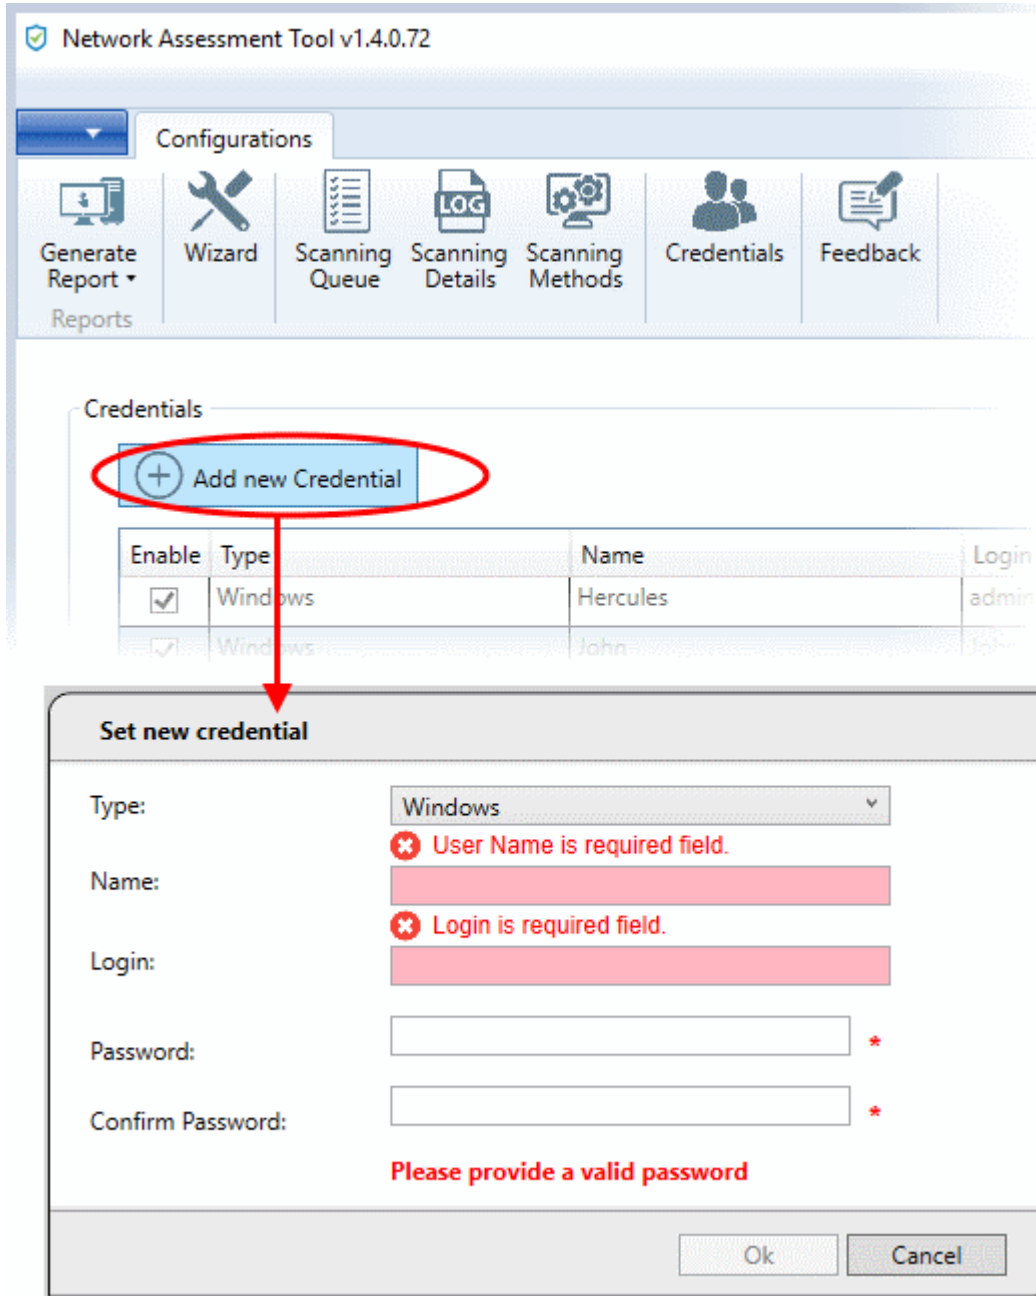 Network Assessment Tool v1.4.0.72
Configurations
Generate Report
Wizard
Scanning Queue
LOG
Scanning Details
Scanning Methods
Credentials
Feedback
Reports
Credentials
Add new Credential
Enable Type Name Login
Windows Hercules admin
Windows John John
Set new credential
Type: Windows
User Name is required field.
Name:
Login is required field.
Login:
Password: *
Confirm Password: *
Please provide a valid password
Ok Cancel